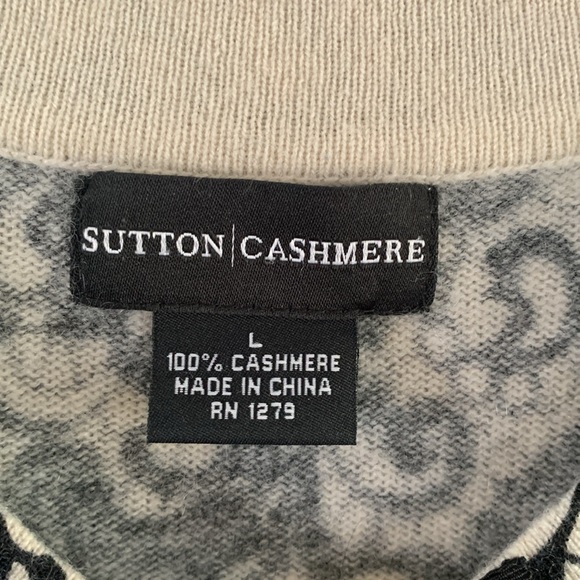 SUTTON|CASHMERE
L
100% CASHMERE
MADE IN CHINA
RN 1279